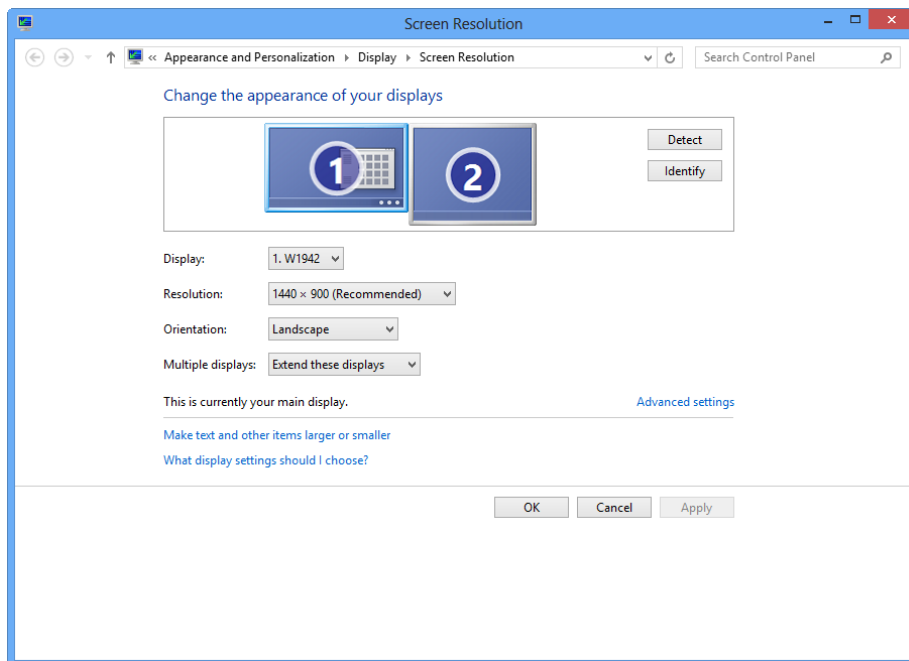 Screen Resolution
« Appearance and Personalization Display Screen Resolution Search Control Panel
Change the appearance of your displays
1 2
Detect
Identify
Display: 1. W1942
Resolution: 1440 × 900 (Recommended)
Orientation: Landscape
Multiple displays: Extend these displays
This is currently your main display. Advanced settings
Make text and other items larger or smaller
What display settings should I choose?
OK Cancel Apply